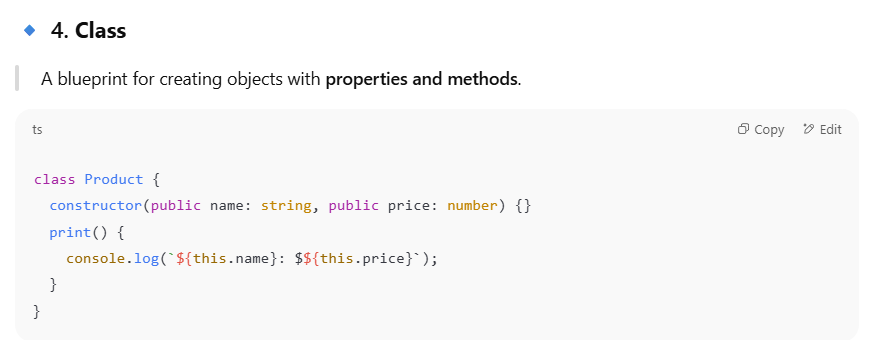 4. Class
A blueprint for creating objects with properties and methods.
ts
Copy
Edit
class Product {
  constructor(public name: string, public price: number) {}
  print() {
    console.log(`${this.name}: $${this.price}`);
  }
}